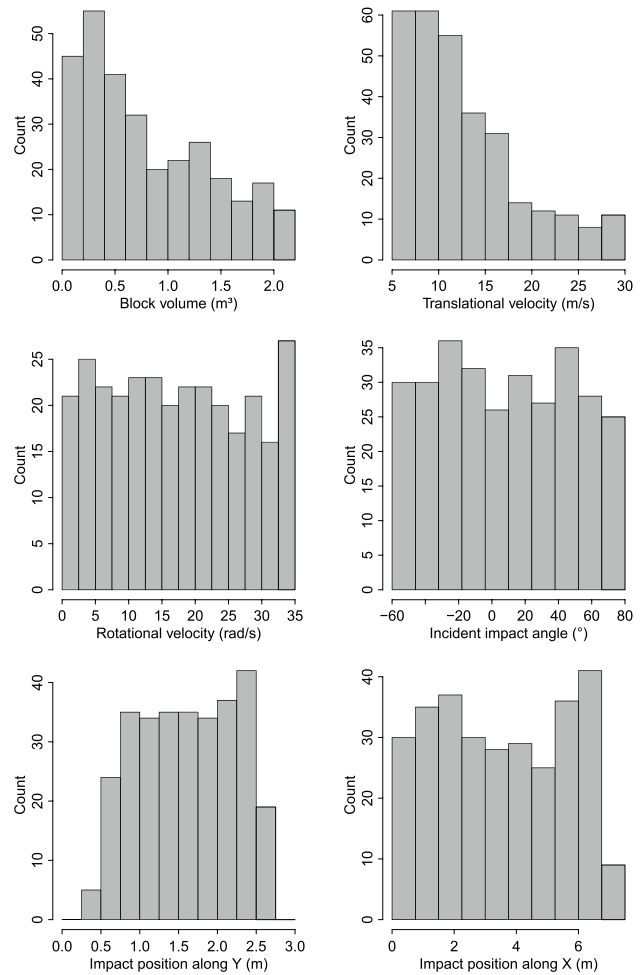 Count
0 10 20 30 40 50
0.0 0.5 1.0 1.5 2.0
Block volume (m³)
Count
0 10 20 30 40 50 60
5 10 15 20 25 30
Translational velocity (m/s)
Count
0 5 10 15 20 25
0 5 10 15 20 25 30 35
Rotational velocity (rad/s)
Count
0 5 10 15 20 25 30 35
−60 −20 0 20 40 60 80
Incident impact angle (°)
Count
0 10 20 30 40
0.0 0.5 1.0 1.5 2.0 2.5 3.0
Impact position along Y (m)
Count
0 10 20 30 40
0 2 4 6
Impact position along X (m)